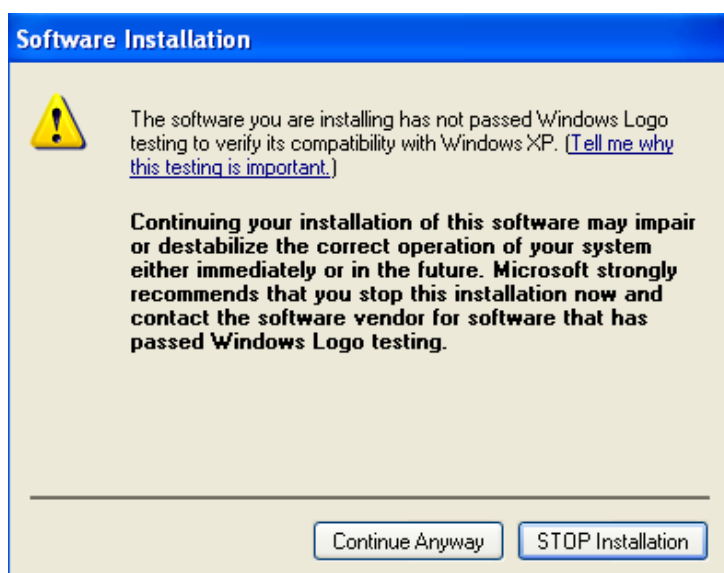 Software Installation
The software you are installing has not passed Windows Logo
testing to verify its compatibility with Windows XP. (Tell me why
this testing is important.)
Continuing your installation of this software may impair
or destabilize the correct operation of your system
either immediately or in the future. Microsoft strongly
recommends that you stop this installation now and
contact the software vendor for software that has
passed Windows Logo testing.
Continue Anyway
STOP Installation